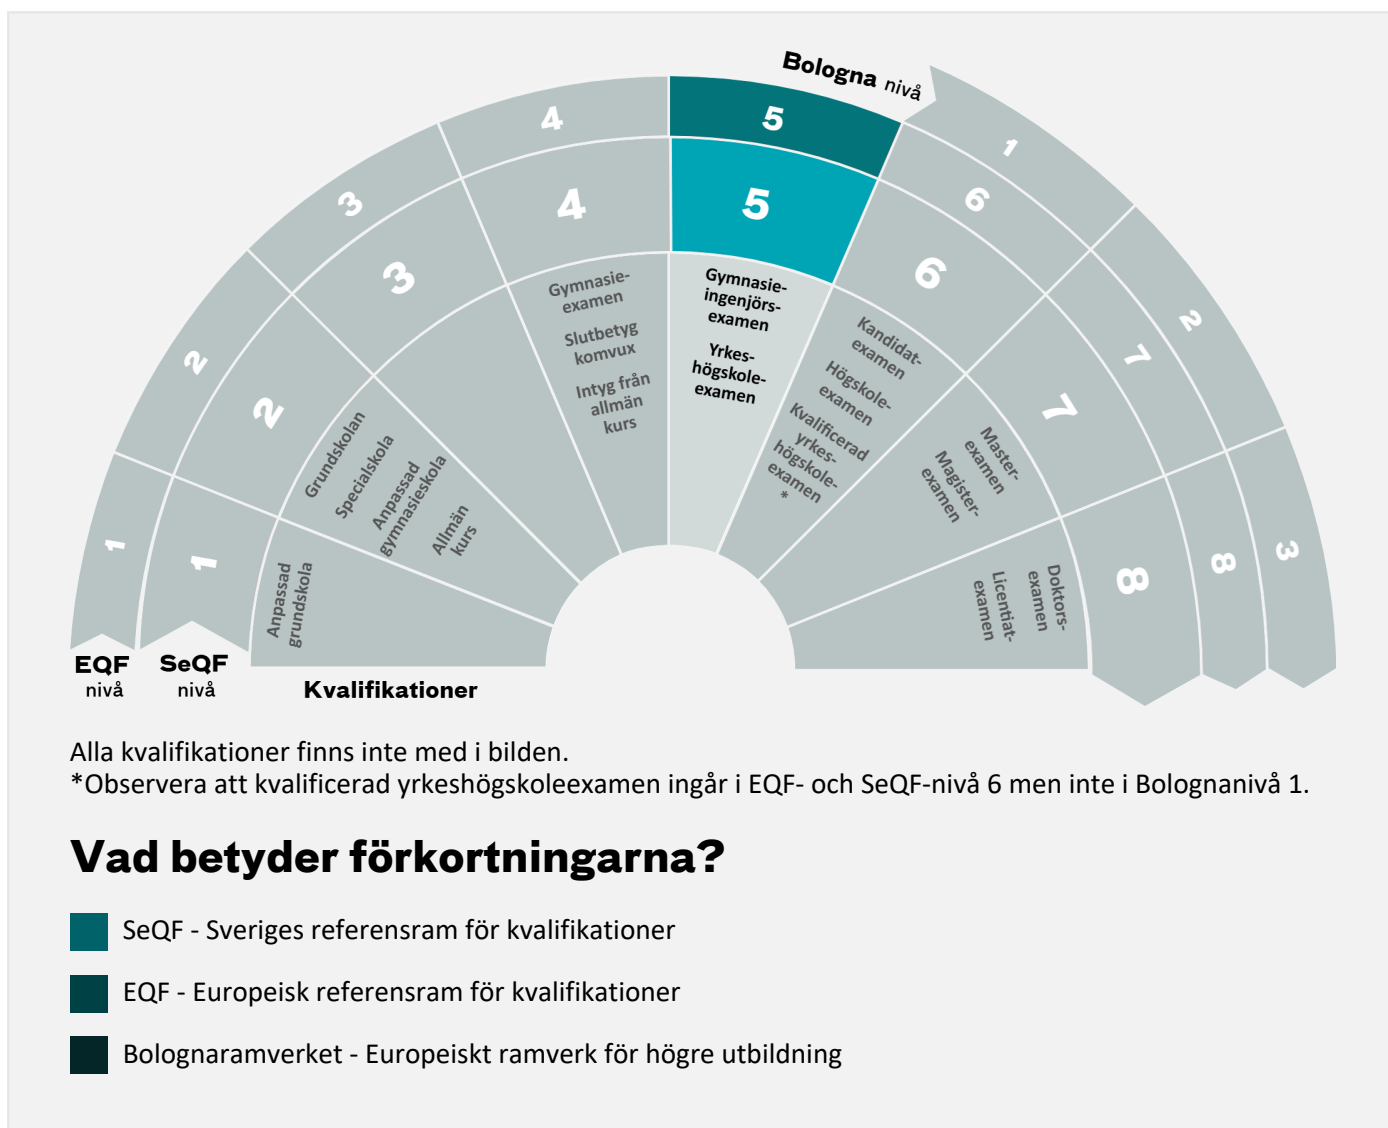 Bologna nivå
1
2
3
4
5
6
7
8
1
2
3
1
2
3
4
5
6
7
8
Anpassad
grundskola
Grundskolan
Specialskola
Anpassad
gymnasieskola
Allmän
kurs
Gymnasie-
examen
Slutbetyg
komvux
Intyg från
allmän
kurs
Gymnasie-
ingenjörs-
examen
Yrkes-
högskole-
examen
Kandidat-
examen
Högskole-
examen
Kvalificerad
yrkes-
högskole-
examen
*
Master-
examen
Magister-
examen
Doktors-
examen
Licentiat-
examen
EQF
nivå
SeQF
nivå
Kvalifikationer
Alla kvalifikationer finns inte med i bilden.
*Observera att kvalificerad yrkeshögskoleexamen ingår i EQF- och SeQF-nivå 6 men inte i Bolognanivå 1.
Vad betyder förkortningarna?
SeQF - Sveriges referensram för kvalifikationer
EQF - Europeisk referensram för kvalifikationer
Bolognaramverket - Europeiskt ramverk för högre utbildning